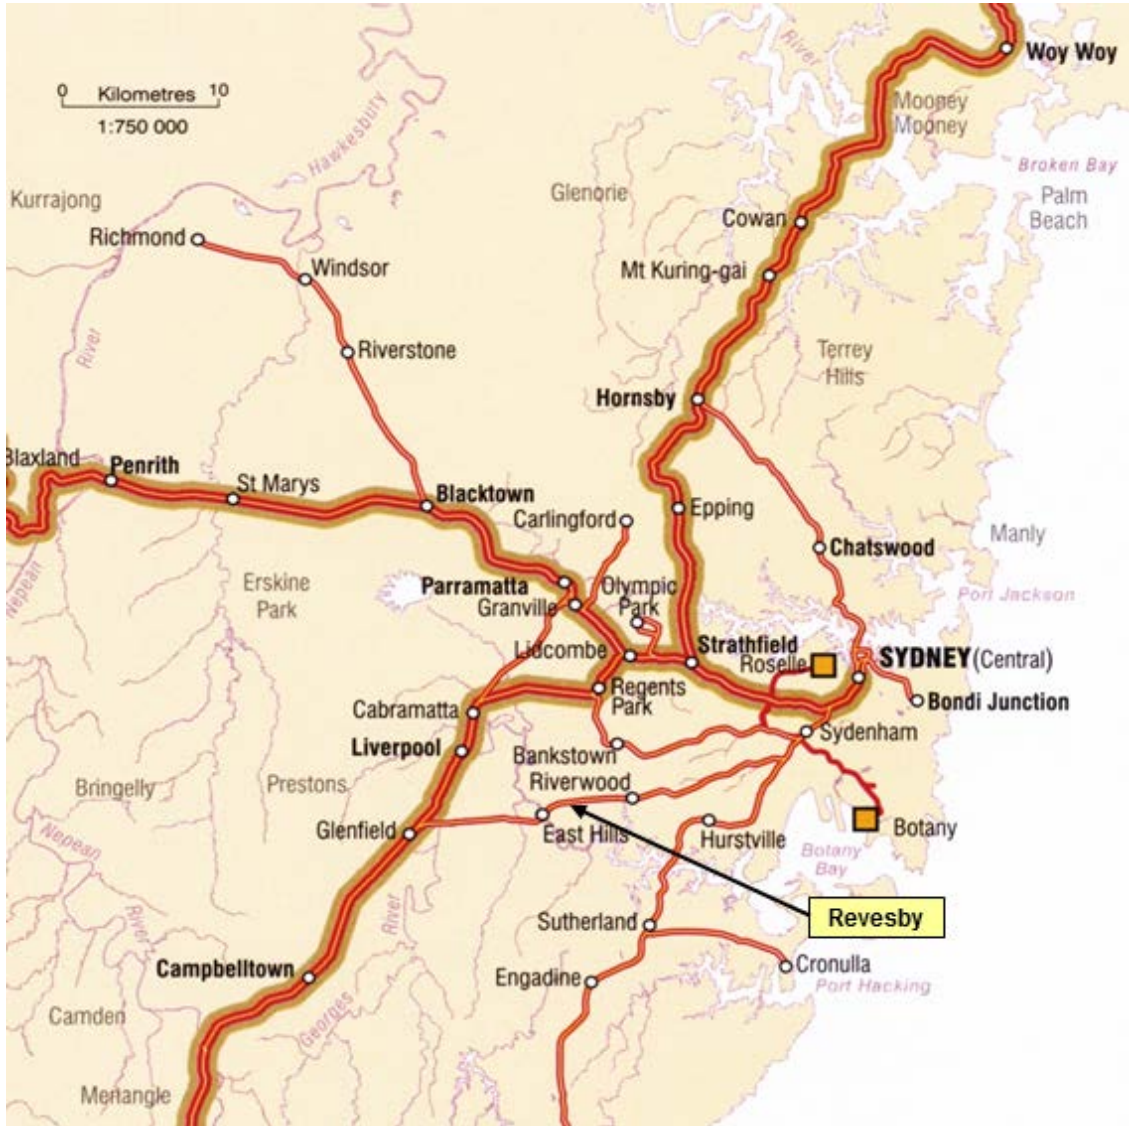 Woy Woy
River
0 Kilometres 10
1:750 000
Mooney
Mooney
Hawkesbury
Broken Bay
Kurrajong
Glenorie
Palm
Beach
Cowan
Richmond
Windsor
Mt Kuring-gai
River
Riverstone
Terrey
Hills
Hornsby
Blaxland
Penrith
St Marys
Blacktown
Carlingford
Epping
Manly
Chatswood
Nepean
Erskine
Park
Parramatta
Olympic
Park
Port Jackson
Granville
Lidcombe
Strathfield
Roselle
SYDNEY (Central)
Regents
Park
Cabramatta
Bondi Junction
Liverpool
Sydenham
Bankstown
Riverwood
Bringelly
Prestons
Glenfield
East Hills
Hurstville
Botany
Nepean
Botany
Bay
River
River
Sutherland
Revesby
Campbelltown
Engadine
Cronulla
Port Hacking
Camden
Georges
Menangle